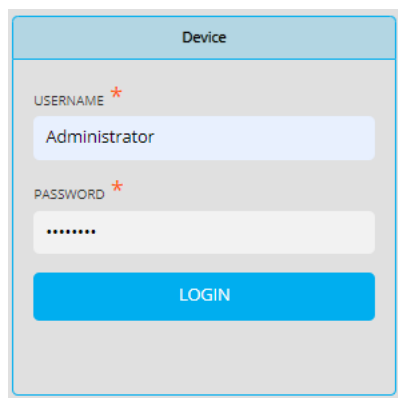 Device
USERNAME *
Administrator
PASSWORD *
••••••••
LOGIN